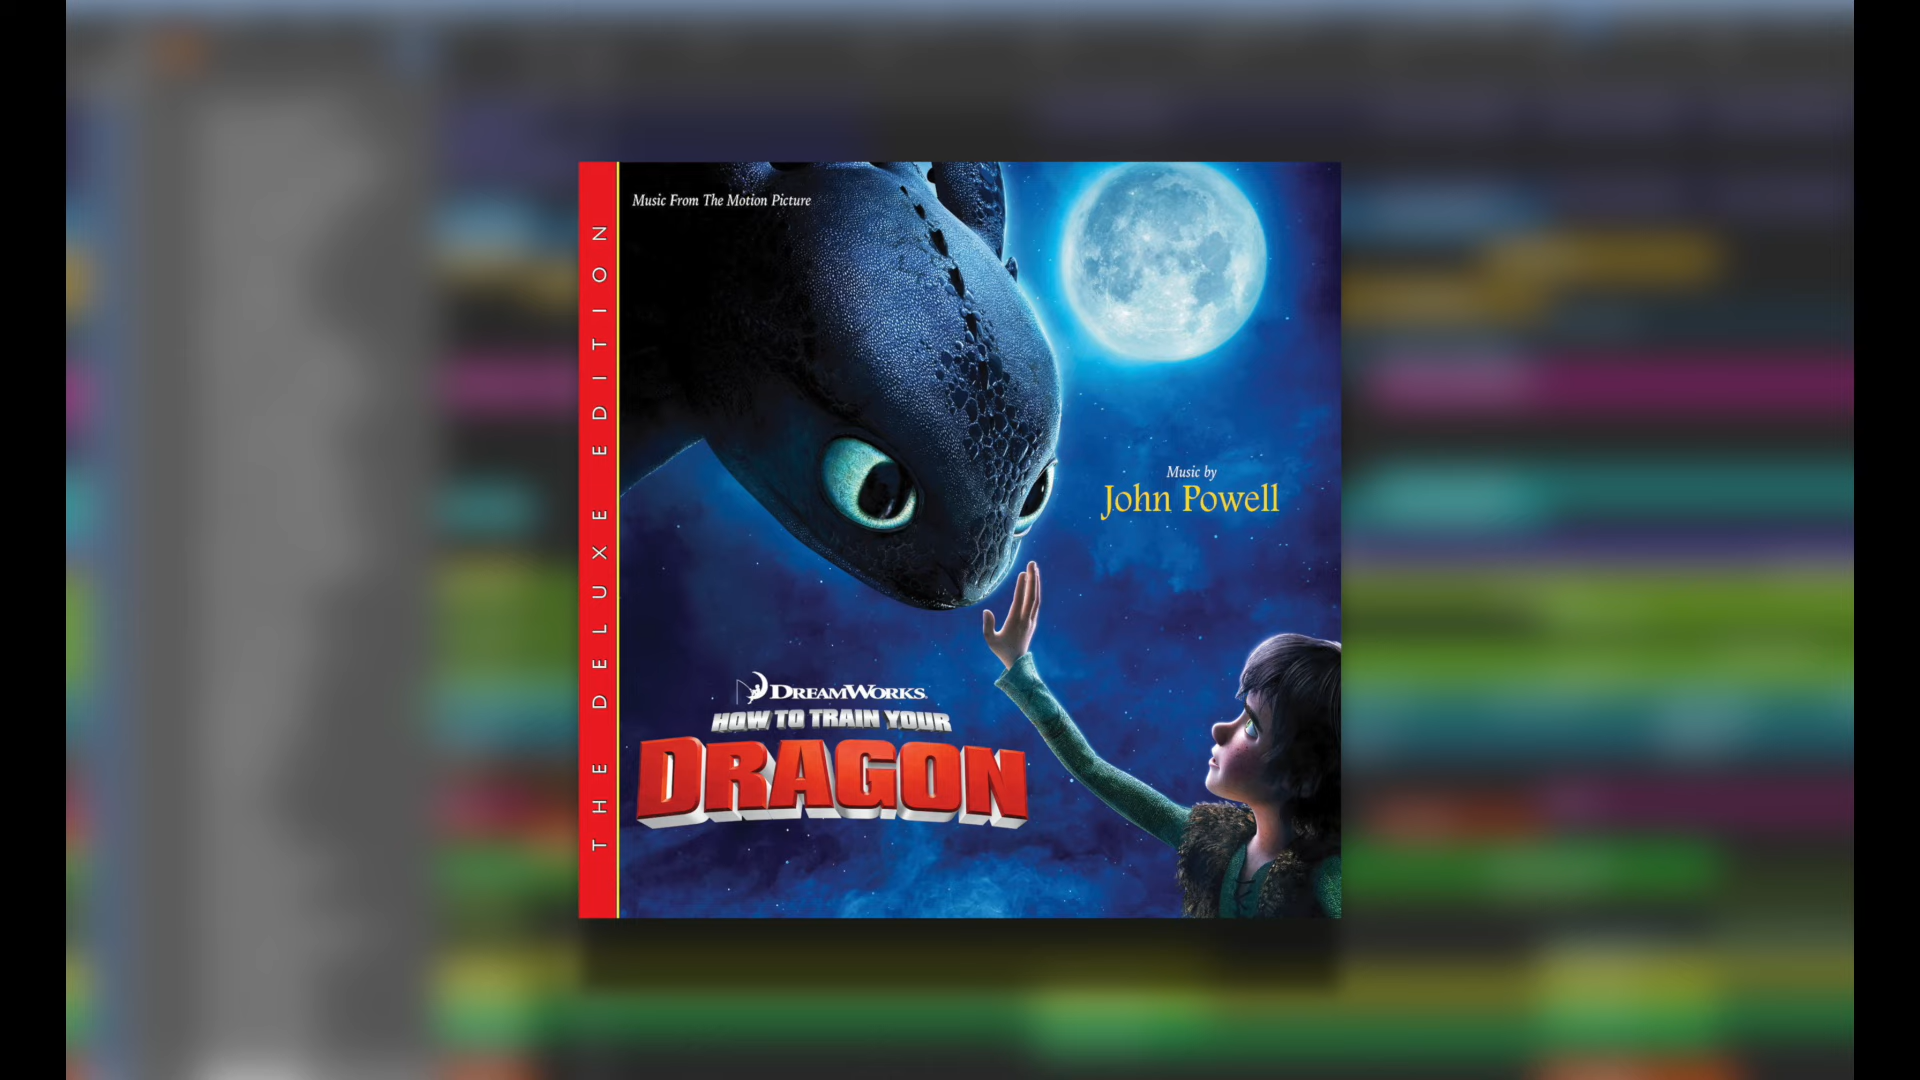 THE DELUXE EDITION
Music From The Motion Picture
Music by
John Powell
DREAMWORKS
HOW TO TRAIN YOUR
DRAGON